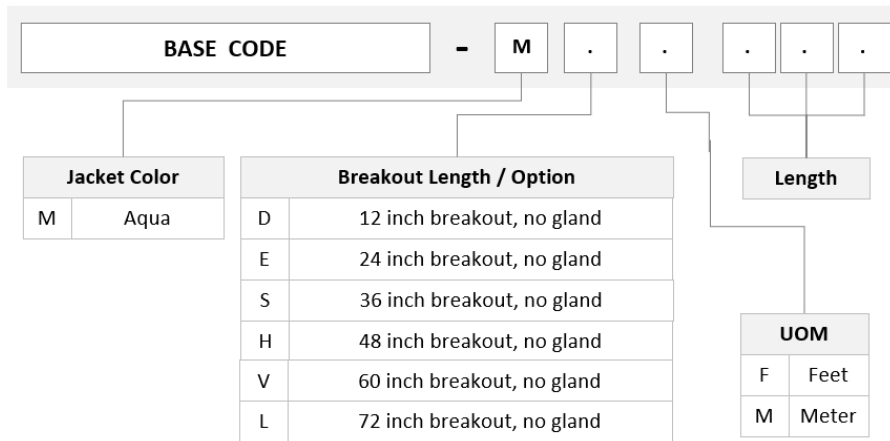 BASE CODE - M . . . . .
Jacket Color
M Aqua
Breakout Length / Option
D 12 inch breakout, no gland
E 24 inch breakout, no gland
S 36 inch breakout, no gland
H 48 inch breakout, no gland
V 60 inch breakout, no gland
L 72 inch breakout, no gland
Length
UOM
F Feet
M Meter